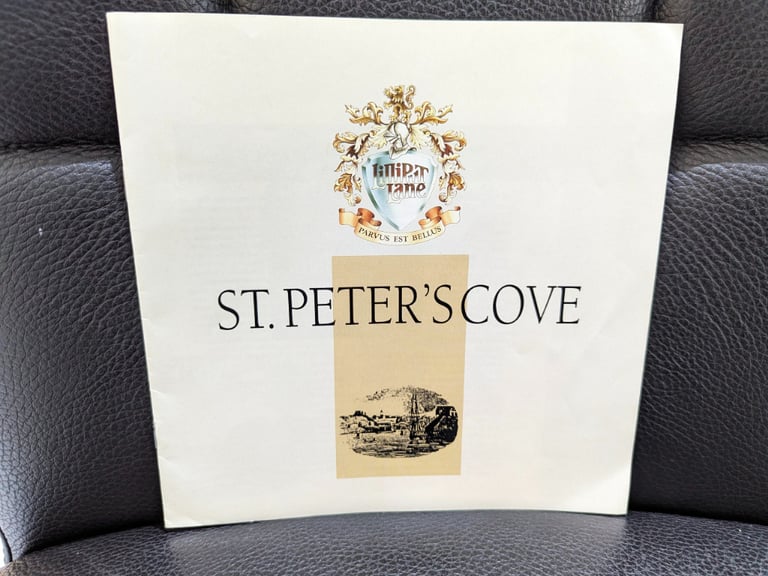 Lilliput
Lane
PARVUS EST BELLUS
ST. PETER'S COVE